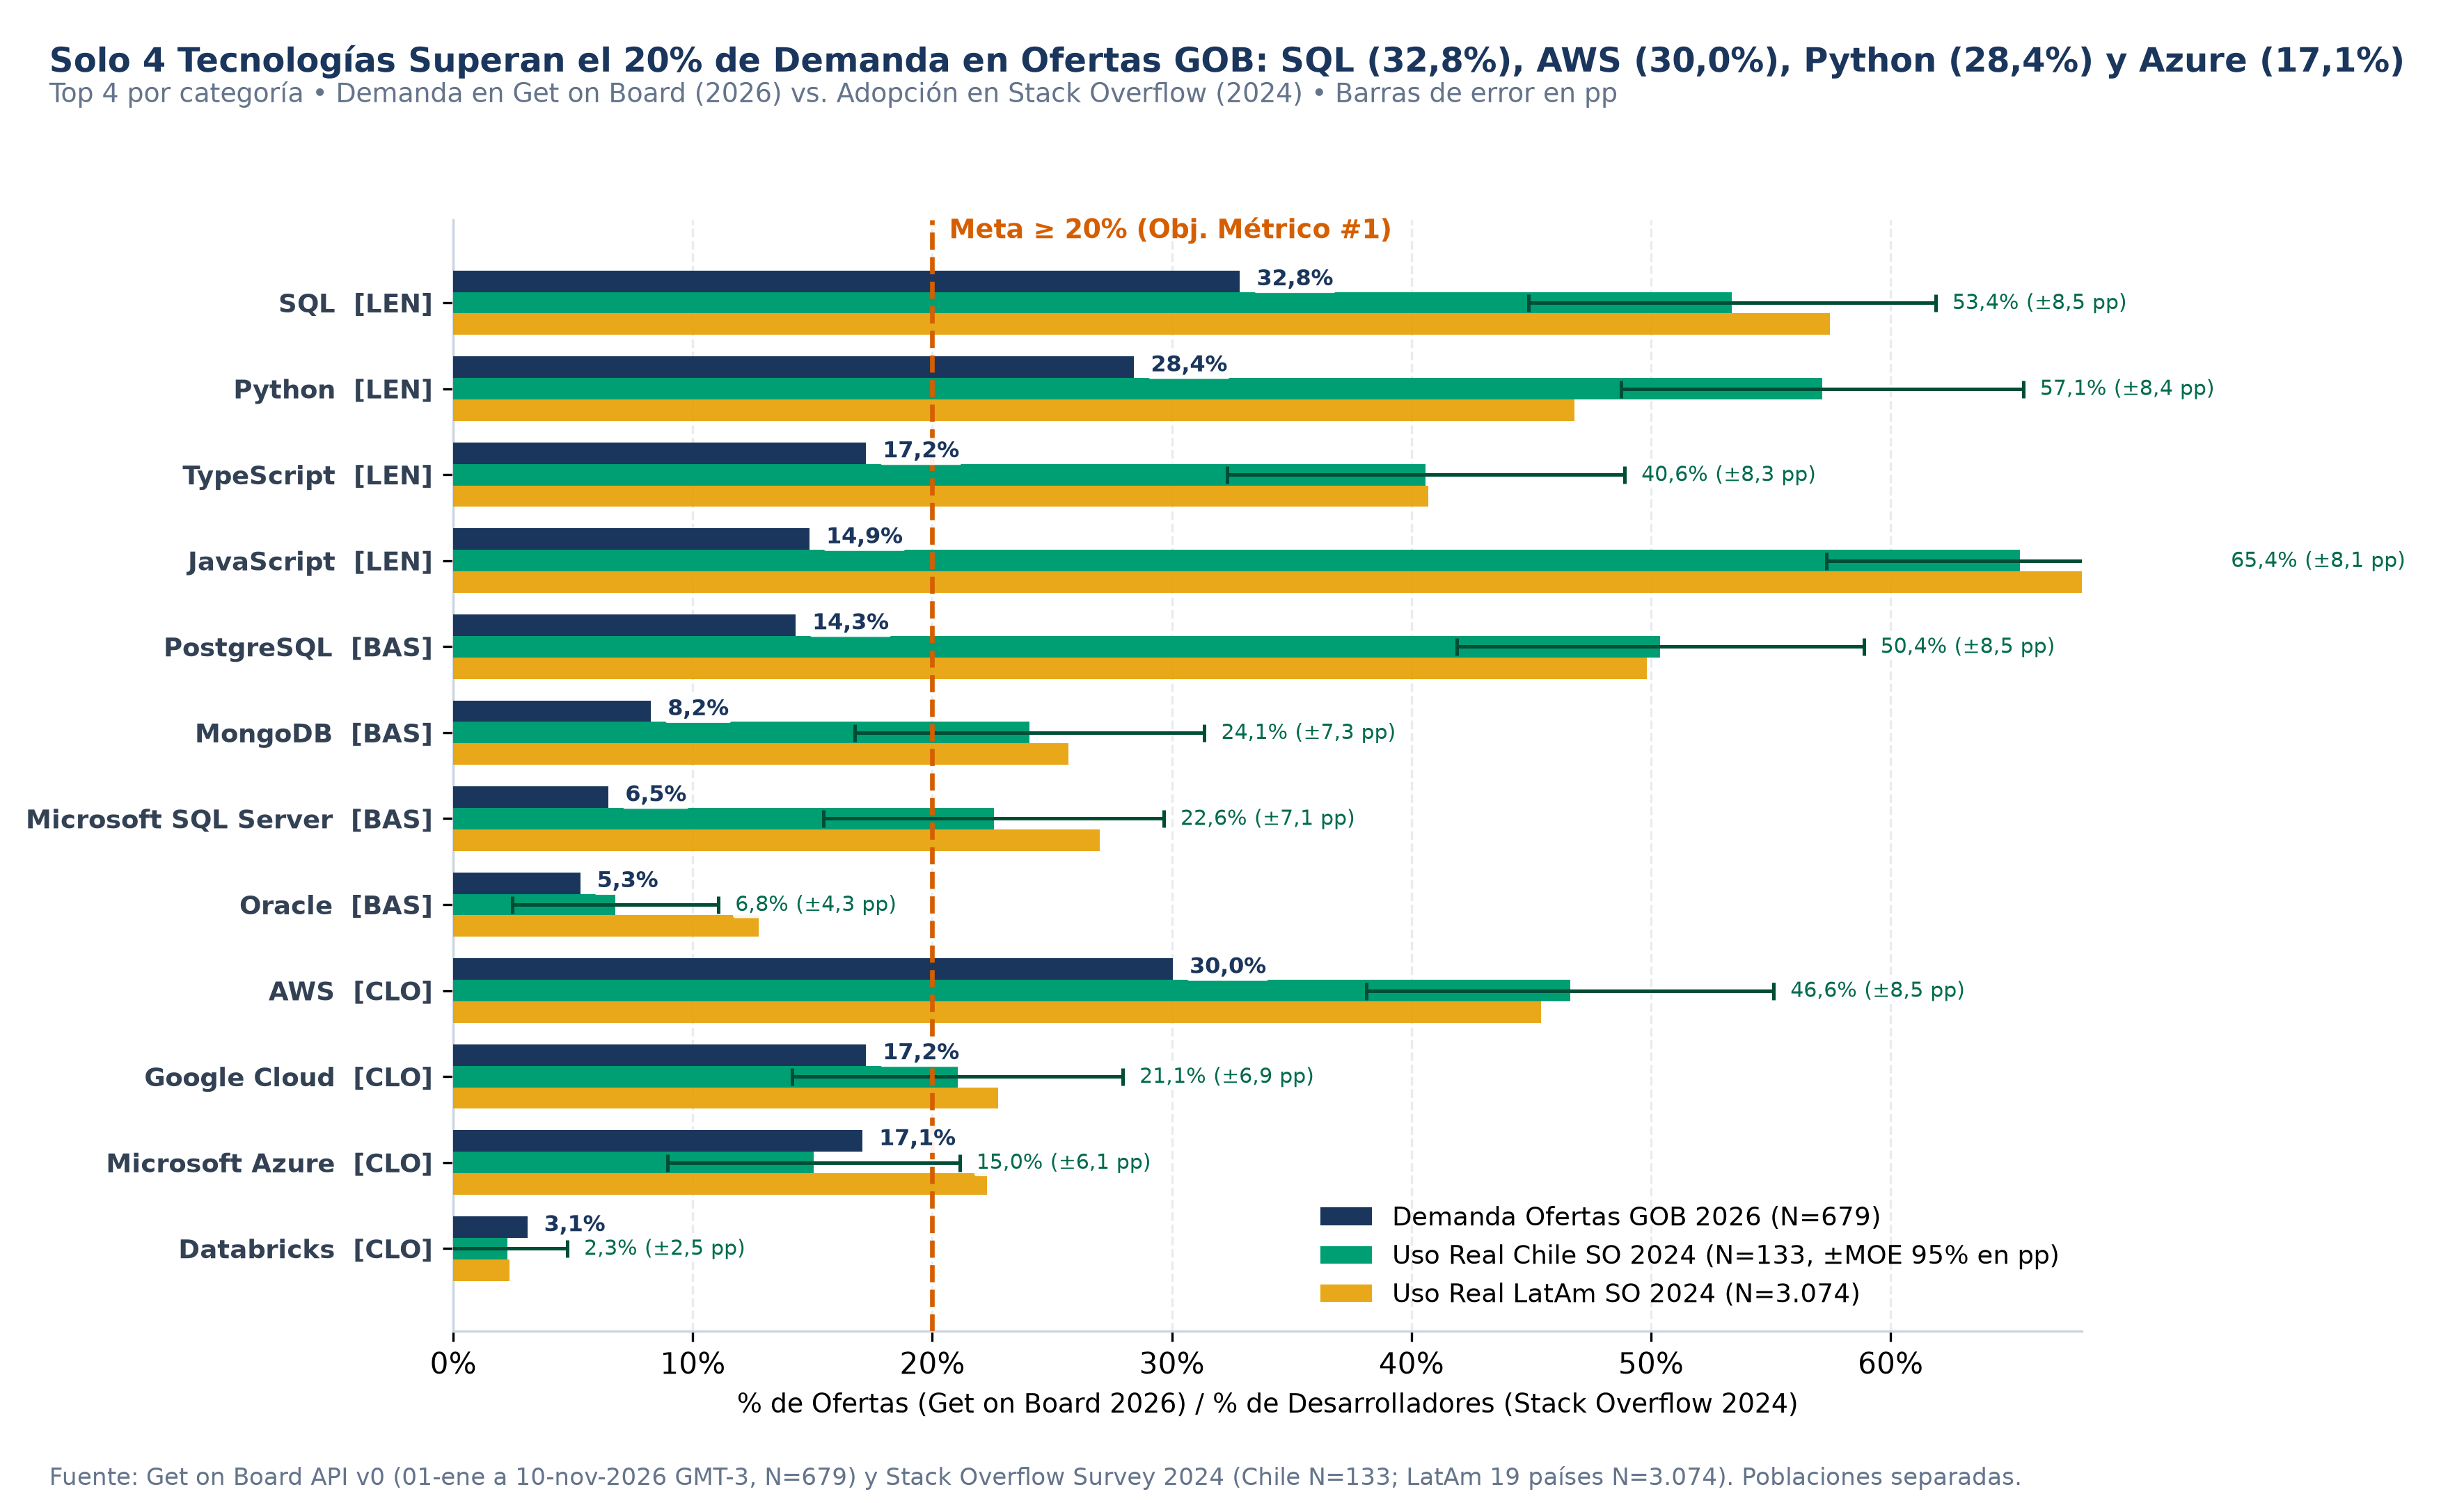 Solo 4 Tecnologías Superan el 20% de Demanda en Ofertas GOB: SQL (32,8%), AWS (30,0%), Python (28,4%) y Azure (17,1%)
Top 4 por categoría • Demanda en Get on Board (2026) vs. Adopción en Stack Overflow (2024) • Barras de error en pp
Meta ≥ 20% (Obj. Métrico #1)
32,8%
SQL [LEN]
53,4% (±8,5 pp)
28,4%
Python [LEN]
57,1% (±8,4 pp)
17,2%
TypeScript [LEN]
40,6% (±8,3 pp)
14,9%
JavaScript [LEN]
65,4% (±8,1 pp)
14,3%
PostgreSQL [BAS]
50,4% (±8,5 pp)
8,2%
MongoDB [BAS]
24,1% (±7,3 pp)
6,5%
Microsoft SQL Server [BAS]
22,6% (±7,1 pp)
5,3%
Oracle [BAS]
6,8% (±4,3 pp)
30,0%
AWS [CLO]
46,6% (±8,5 pp)
17,2%
Google Cloud [CLO]
21,1% (±6,9 pp)
17,1%
Microsoft Azure [CLO]
15,0% (±6,1 pp)
3,1%
Databricks [CLO]
2,3% (±2,5 pp)
Demanda Ofertas GOB 2026 (N=679)
Uso Real Chile SO 2024 (N=133, ±MOE 95% en pp)
Uso Real LatAm SO 2024 (N=3.074)
0% 10% 20% 30% 40% 50% 60%
% de Ofertas (Get on Board 2026) / % de Desarrolladores (Stack Overflow 2024)
Fuente: Get on Board API v0 (01-ene a 10-nov-2026 GMT-3, N=679) y Stack Overflow Survey 2024 (Chile N=133; LatAm 19 países N=3.074). Poblaciones separadas.